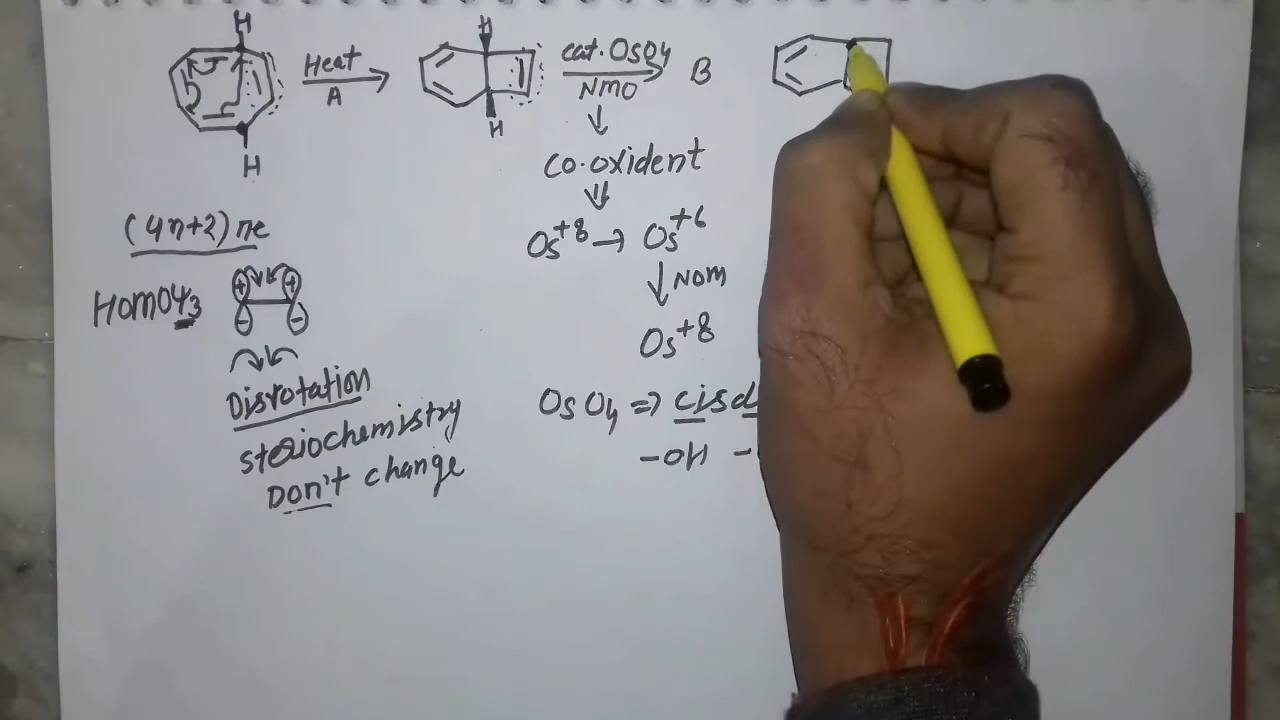 H
Heat
A
H
H
H
cat. OsO4
NMO
B
Co-oxident
Os+8 → Os+6
NOM
Os+8
(4n+2) πe
HomO Ψ3
+ +
- -
Disrotation
steriochemistry
Don't change
OsO4 ⇒ cis
-OH -